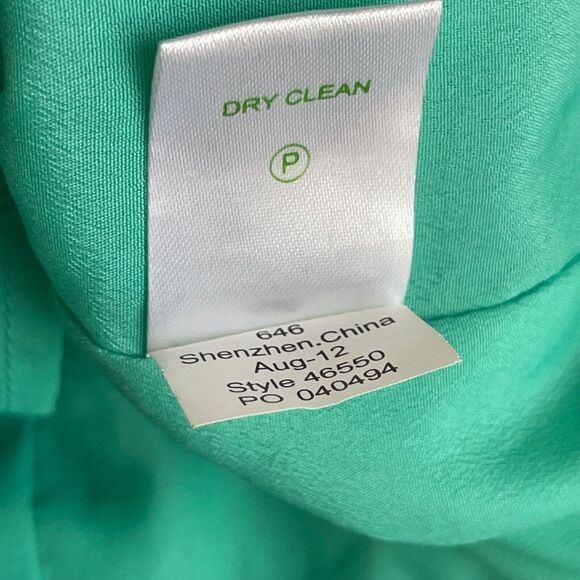 DRY CLEAN
P
646
Shenzhen,China
Aug-12
Style 46550
PO 040494